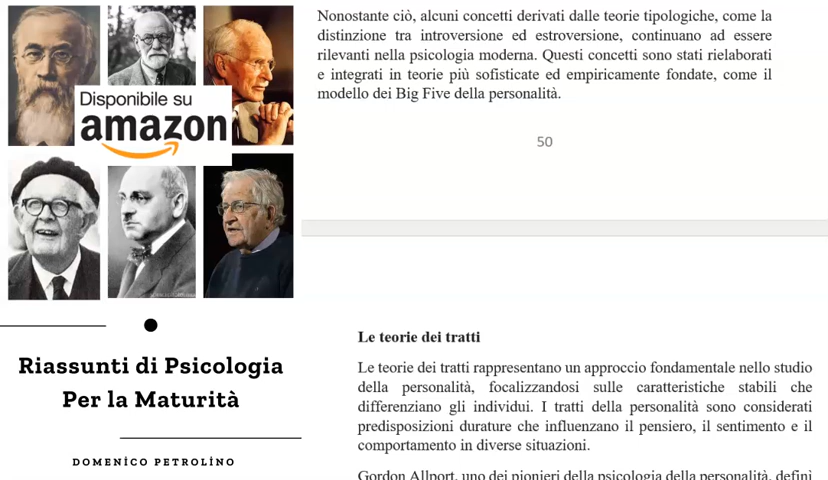 Disponibile su
amazon
Riassunti di Psicologia
Per la Maturità
DOMENİCO PETROLİNO
Nonostante ciò, alcuni concetti derivati dalle teorie tipologiche, come la
distinzione tra introversione ed estroversione, continuano ad essere
rilevanti nella psicologia moderna. Questi concetti sono stati rielaborati
e integrati in teorie più sofisticate ed empiricamente fondate, come il
modello dei Big Five della personalità.
50
Le teorie dei tratti
Le teorie dei tratti rappresentano un approccio fondamentale nello studio
della personalità, focalizzandosi sulle caratteristiche stabili che
differenziano gli individui. I tratti della personalità sono considerati
predisposizioni durature che influenzano il pensiero, il sentimento e il
comportamento in diverse situazioni.
Gordon Allport, uno dei pionieri della psicologia della personalità, definì